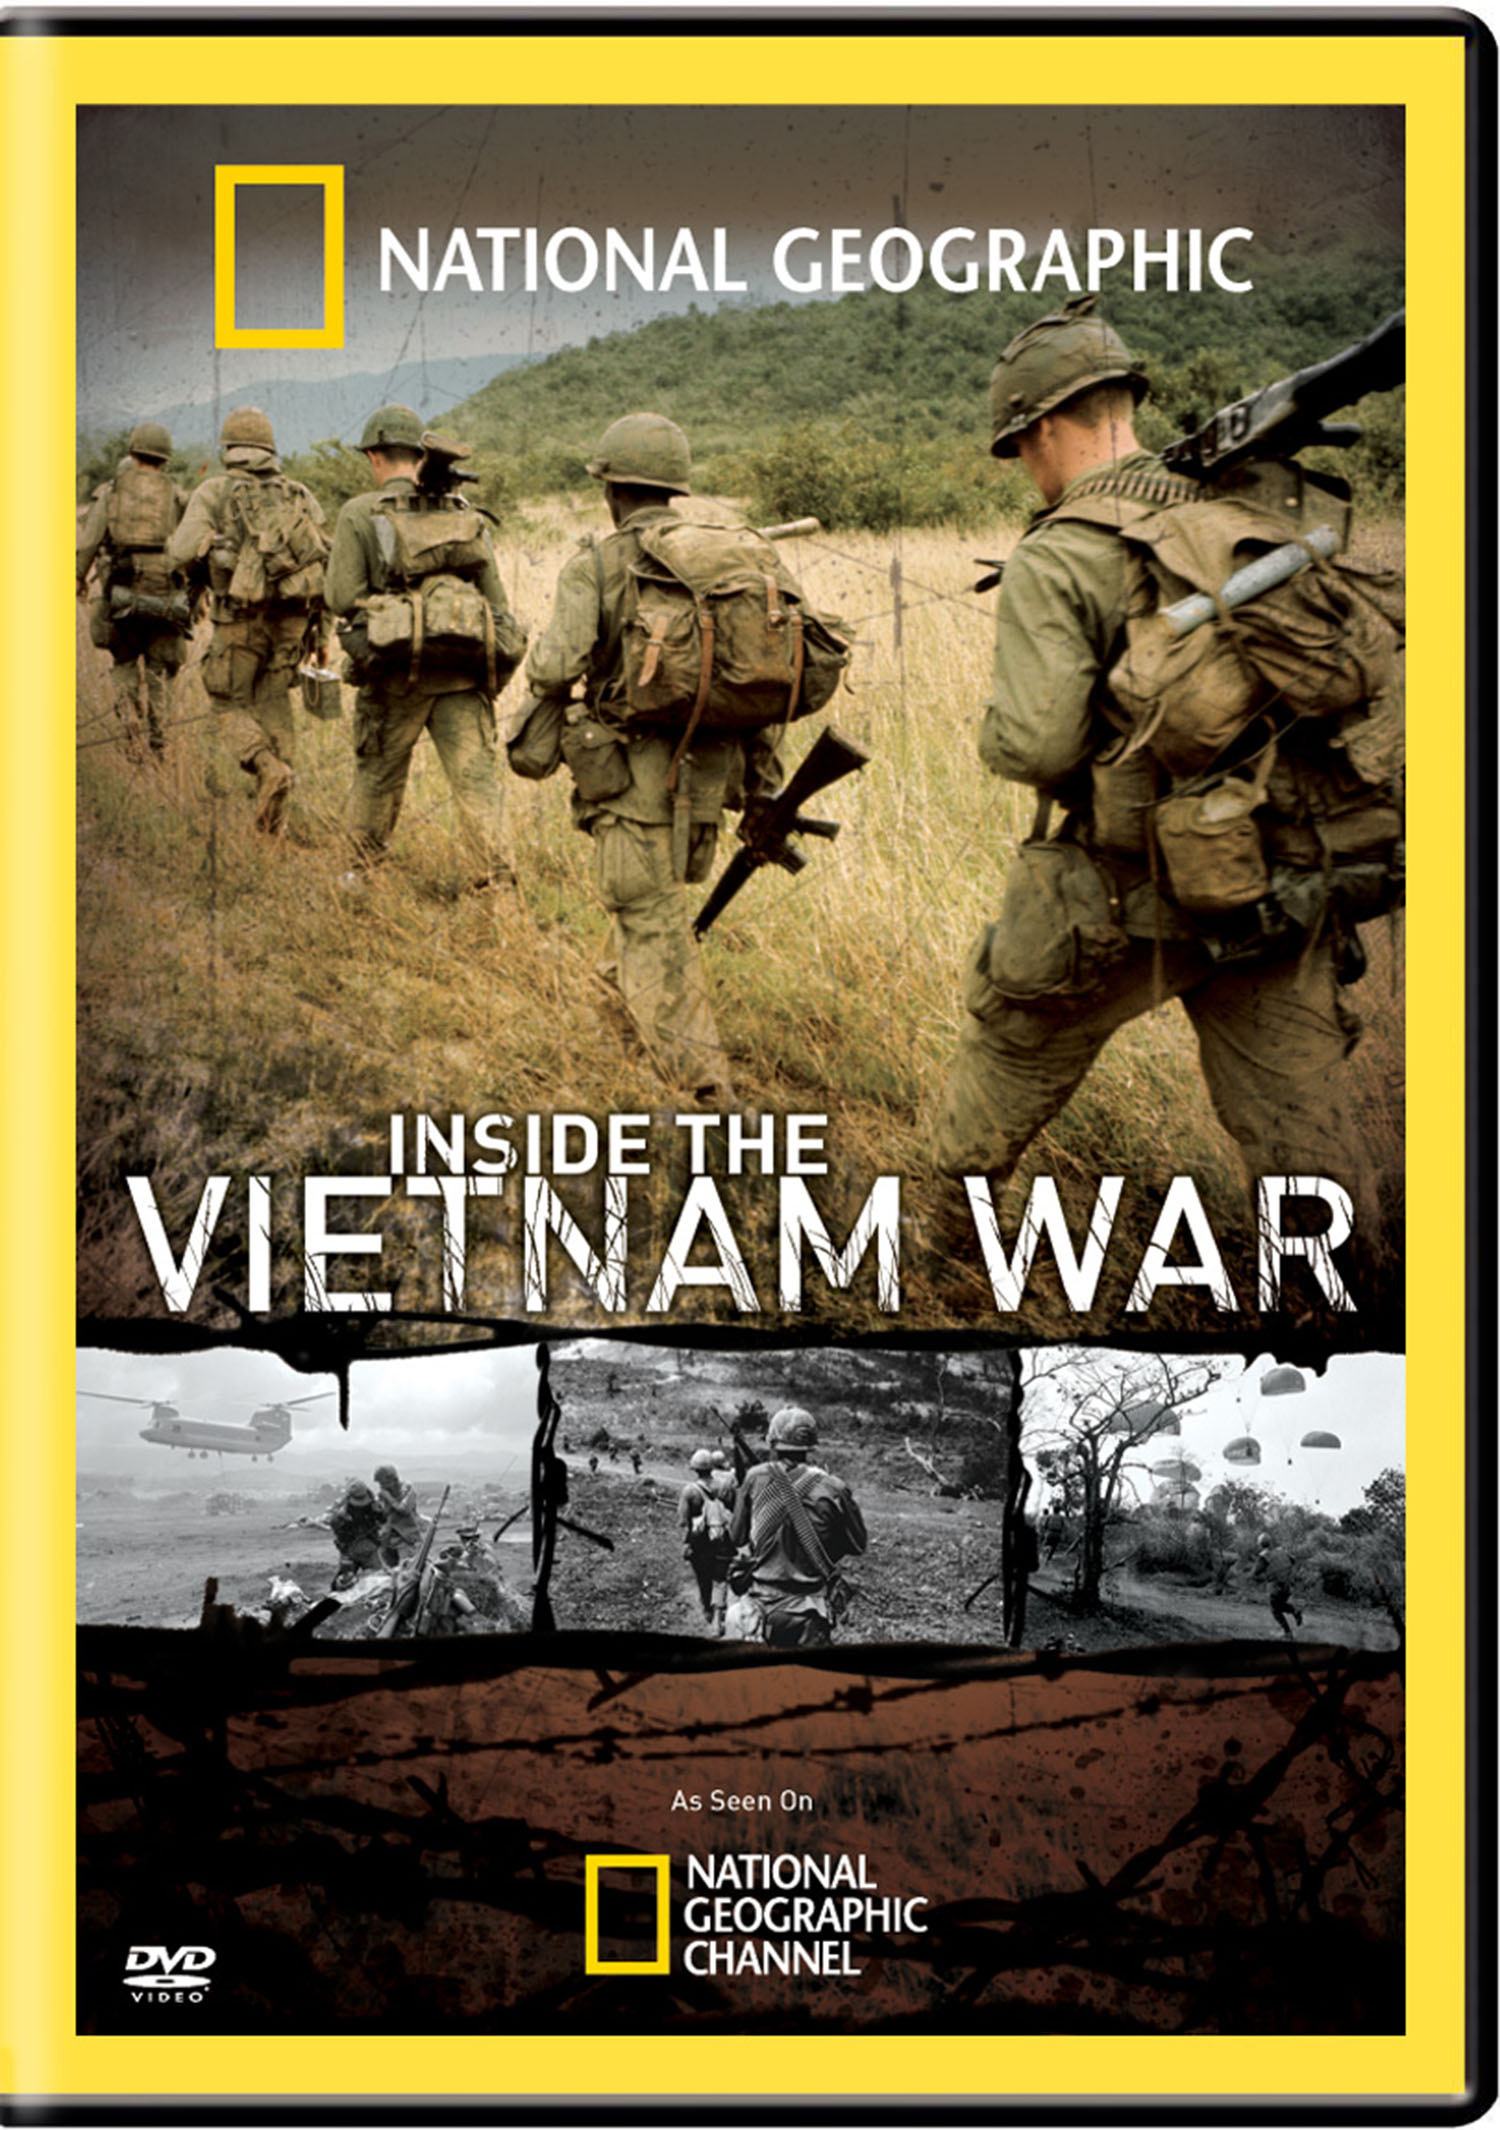 NATIONAL GEOGRAPHIC
INSIDE THE
VIETNAM WAR
As Seen On
NATIONAL
GEOGRAPHIC
CHANNEL
DVD
VIDEO